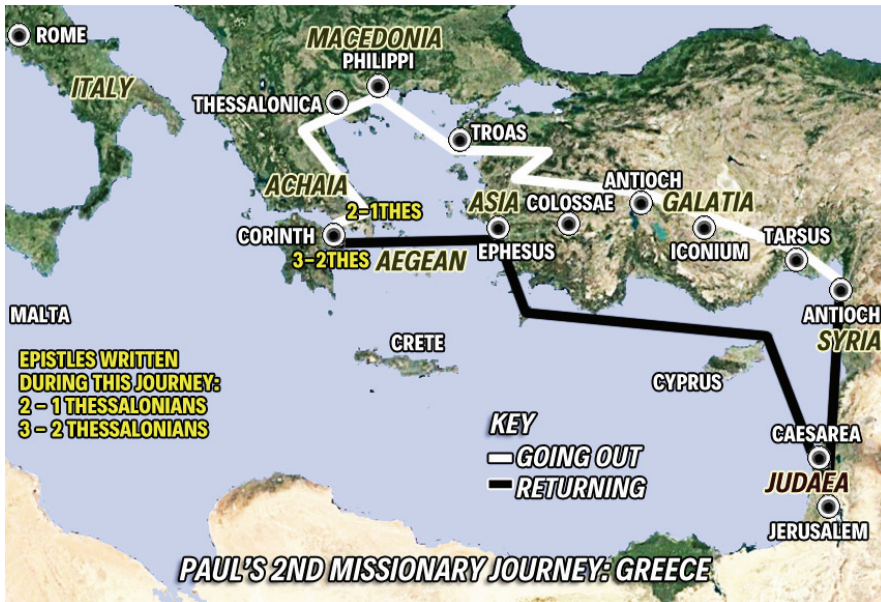 ROME
MACEDONIA
PHILIPPI
ITALY
THESSALONICA
TROAS
ACHAIA
2-1THES
ASIA
COLOSSAE
ANTIOCH
GALATIA
CORINTH
3-2THES
AEGEAN
EPHESUS
ICONIUM
TARSUS
MALTA
ANTIOCH
SYRIA
CRETE
CYPRUS
EPISTLES WRITTEN
DURING THIS JOURNEY:
2 - 1 THESSALONIANS
3 - 2 THESSALONIANS
KEY
GOING OUT
RETURNING
CAESAREA
JUDAEA
JERUSALEM
PAUL'S 2ND MISSIONARY JOURNEY: GREECE